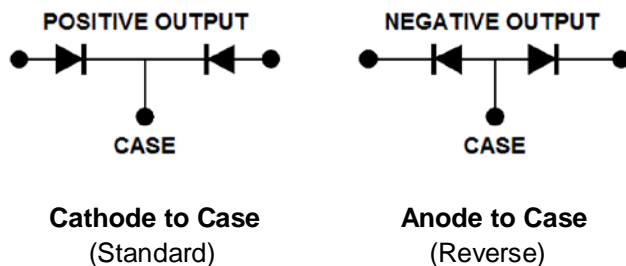 POSITIVE OUTPUT
CASE
Cathode to Case
(Standard)
NEGATIVE OUTPUT
CASE
Anode to Case
(Reverse)